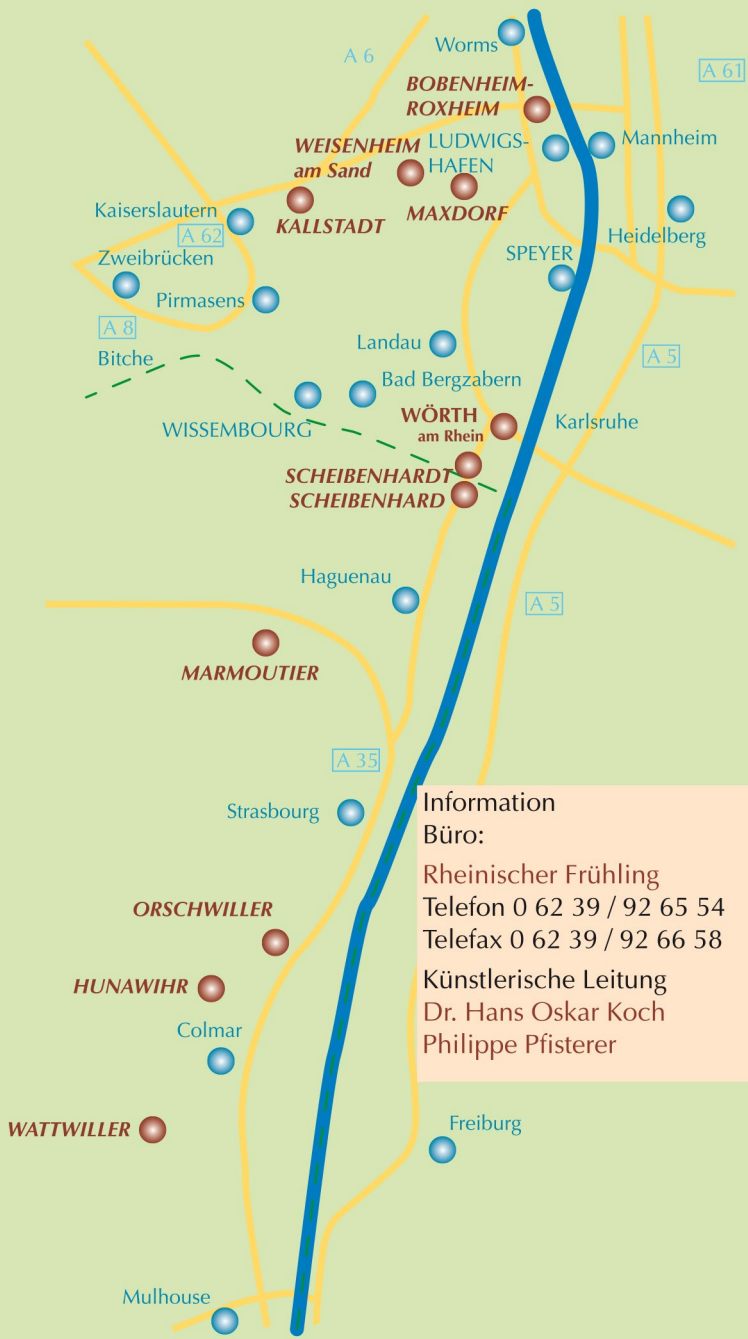 Worms
A 6
A 61
BOBENHEIM-
ROXHEIM
WEISENHEIM
am Sand
LUDWIGS-
HAFEN
Mannheim
Kaiserslautern
KALLSTADT
MAXDORF
A 62
Heidelberg
Zweibrücken
SPEYER
Pirmasens
A 8
Landau
Bitche
A 5
Bad Bergzabern
WISSEMBOURG
WÖRTH
am Rhein
Karlsruhe
SCHEIBENHARDT
SCHEIBENHARD
Haguenau
A 5
MARMOUTIER
A 35
Strasbourg
Information
Büro:
Rheinischer Frühling
Telefon 0 62 39 / 92 65 54
Telefax 0 62 39 / 92 66 58
Künstlerische Leitung
Dr. Hans Oskar Koch
Philippe Pfisterer
ORSCHWILLER
HUNAWIHR
Colmar
WATTWILLER
Freiburg
Mulhouse